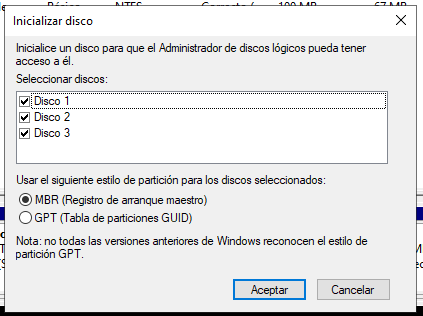 NTFS
Correcto (
100 MB
67 MB
Inicializar disco
Inicialice un disco para que el Administrador de discos lógicos pueda tener
acceso a él.
Seleccionar discos:
Disco 1
Disco 2
Disco 3
Usar el siguiente estilo de partición para los discos seleccionados:
MBR (Registro de arranque maestro)
GPT (Tabla de particiones GUID)
Nota: no todas las versiones anteriores de Windows reconocen el estilo de
partición GPT.
Aceptar
Cancelar